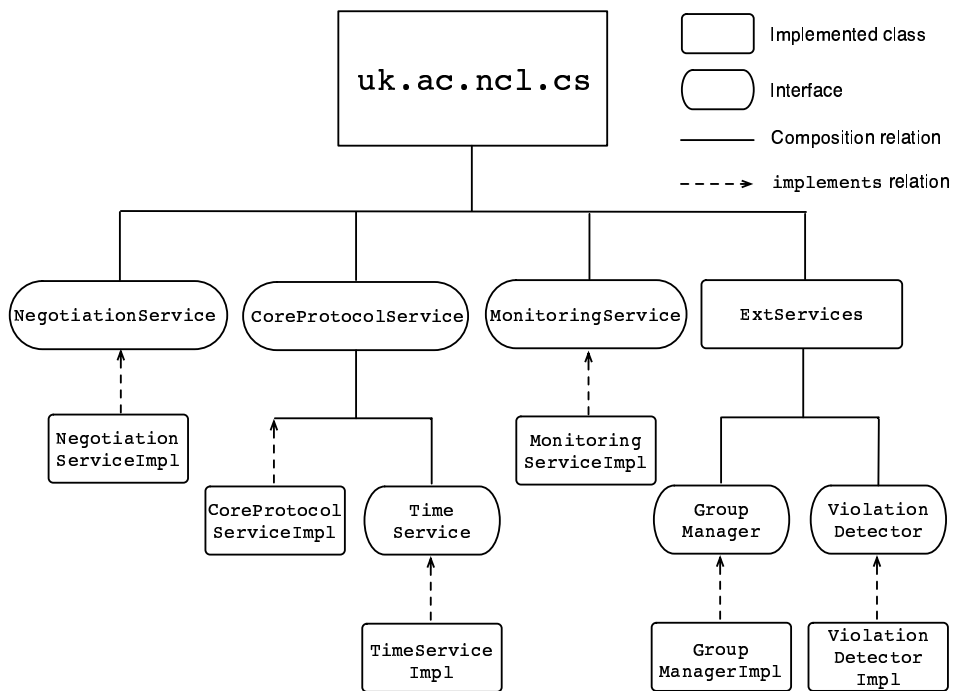 uk.ac.ncl.cs
Implemented class
Interface
Composition relation
implements relation
NegotiationService
CoreProtocolService
MonitoringService
ExtServices
Negotiation
ServiceImpl
Monitoring
ServiceImpl
CoreProtocol
ServiceImpl
Time
Service
Group
Manager
Violation
Detector
TimeService
Impl
Group
ManagerImpl
Violation
Detector
Impl